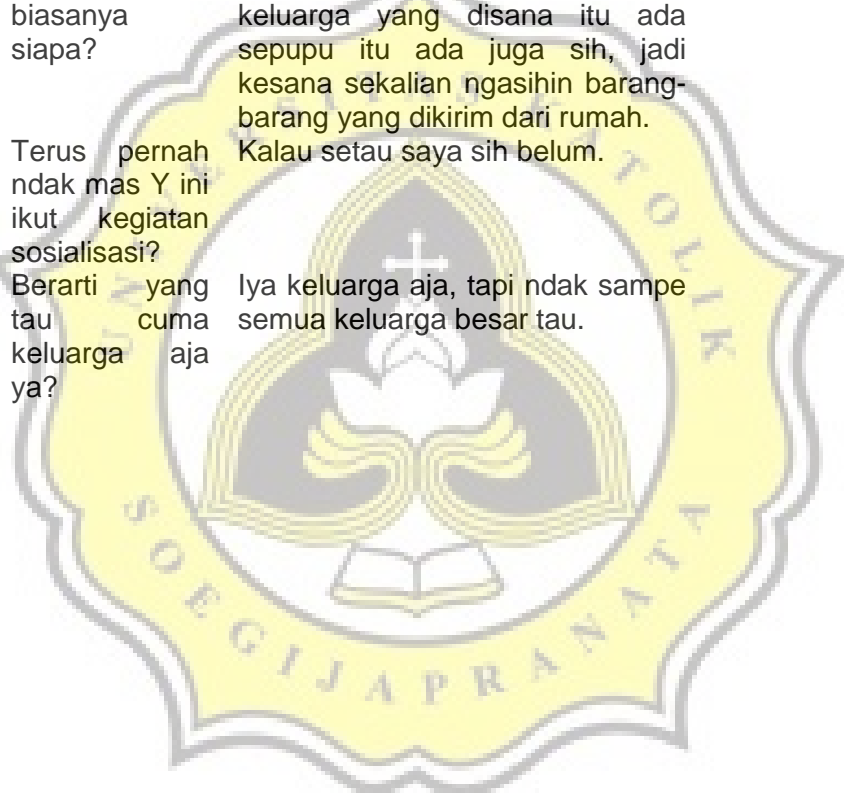 biasanya keluarga yang disana itu ada
siapa? sepupu itu ada juga sih, jadi
kesana sekalian ngasihin barang-
barang yang dikirim dari rumah.
Terus pernah Kalau setau saya sih belum.
ndak mas Y ini
ikut kegiatan
sosialisasi?
Berarti yang Iya keluarga aja, tapi ndak sampe
tau cuma semua keluarga besar tau.
keluarga aja
ya?
UNIVERSITAS KATOLIK
SOEGIJAPRANATA